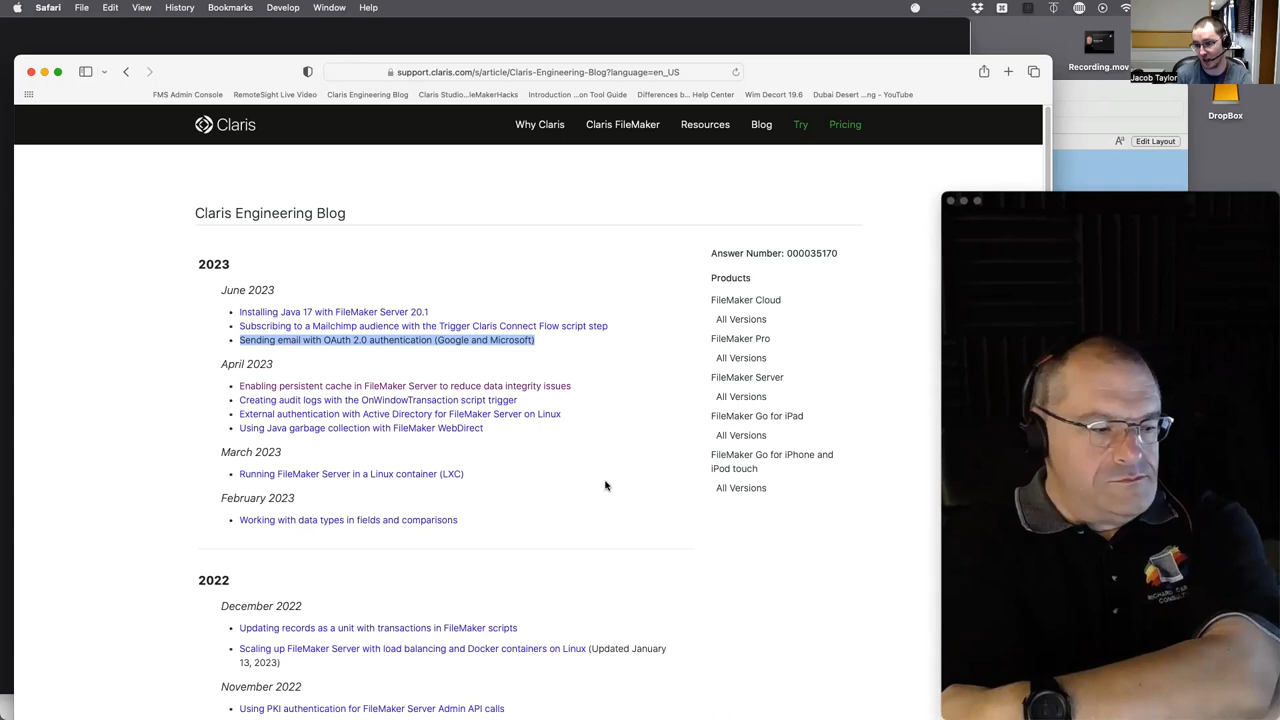 Safari File Edit View History Bookmarks Develop Window Help
Jacob Taylor
Recording.mov
DropBox
support.claris.com/s/article/Claris-Engineering-Blog?language=en_US
FMS Admin Console RemoteSight Live Video Claris Engineering Blog Claris Studio...leMakerHacks Introduction ...on Tool Guide Differences b... Help Center Wim Decort 19.6 Dubai Desert ...ng - YouTube
Edit Layout
Claris
Why Claris Claris FileMaker Resources Blog Try Pricing
Claris Engineering Blog
2023
June 2023
• Installing Java 17 with FileMaker Server 20.1
• Subscribing to a Mailchimp audience with the Trigger Claris Connect Flow script step
• Sending email with OAuth 2.0 authentication (Google and Microsoft)
April 2023
• Enabling persistent cache in FileMaker Server to reduce data integrity issues
• Creating audit logs with the OnWindowTransaction script trigger
• External authentication with Active Directory for FileMaker Server on Linux
• Using Java garbage collection with FileMaker WebDirect
March 2023
• Running FileMaker Server in a Linux container (LXC)
February 2023
• Working with data types in fields and comparisons
2022
December 2022
• Updating records as a unit with transactions in FileMaker scripts
• Scaling up FileMaker Server with load balancing and Docker containers on Linux (Updated January
13, 2023)
November 2022
• Using PKI authentication for FileMaker Server Admin API calls
Answer Number: 000035170
Products
FileMaker Cloud
All Versions
FileMaker Pro
All Versions
FileMaker Server
All Versions
FileMaker Go for iPad
All Versions
FileMaker Go for iPhone and
iPod touch
All Versions
RICHARD
CONSULT